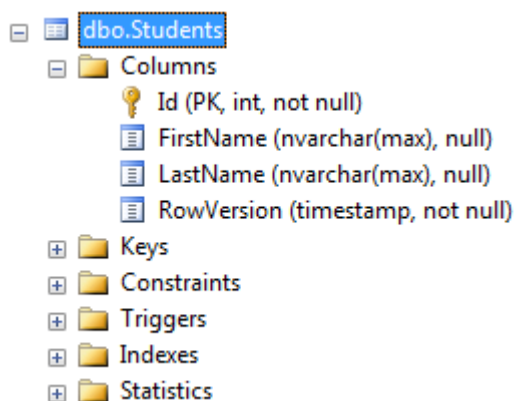 dbo.Students
Columns
Id (PK, int, not null)
FirstName (nvarchar(max), null)
LastName (nvarchar(max), null)
RowVersion (timestamp, not null)
Keys
Constraints
Triggers
Indexes
Statistics